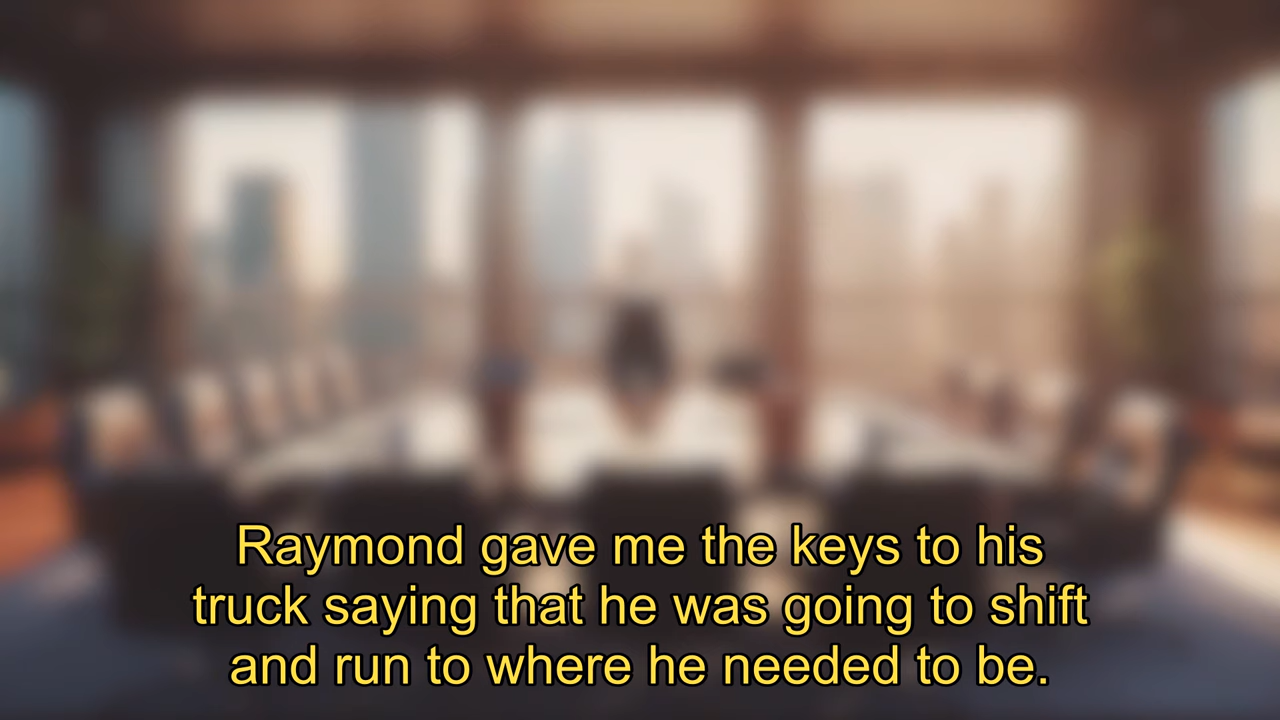 Raymond gave me the keys to his
truck saying that he was going to shift
and run to where he needed to be.